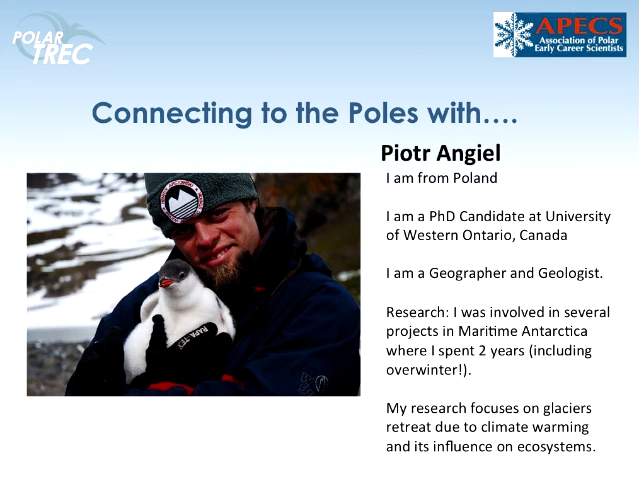 POLAR
TREC
APECS
Association of Polar
Early Career Scientists
Connecting to the Poles with....
Piotr Angiel
I am from Poland
I am a PhD Candidate at University
of Western Ontario, Canada
I am a Geographer and Geologist.
Research: I was involved in several
projects in Maritime Antarctica
where I spent 2 years (including
overwinter!).
My research focuses on glaciers
retreat due to climate warming
and its influence on ecosystems.